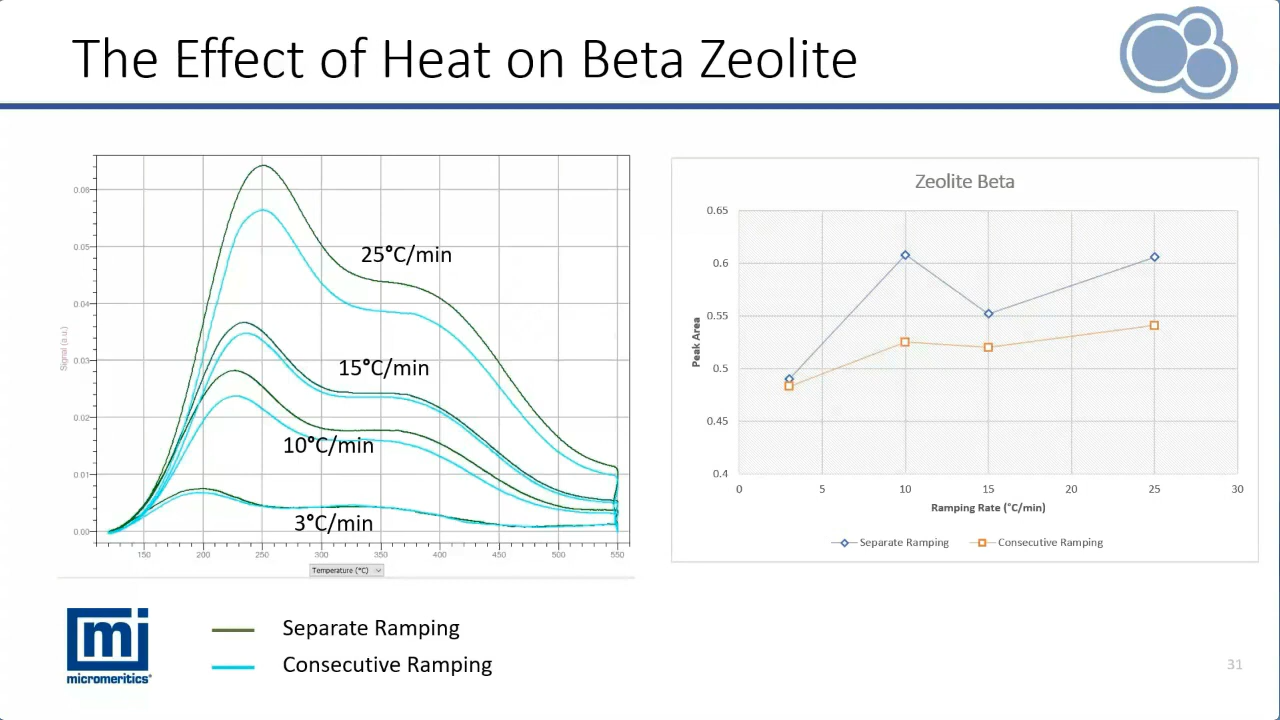 The Effect of Heat on Beta Zeolite
Signal (a.u.)
0.06
0.05
0.04
0.03
0.02
0.01
0.00
25°C/min
15°C/min
10°C/min
3°C/min
150 200 250 300 350 400 450 500 550
Temperature (°C)
Zeolite Beta
Peak Area
0.65
0.6
0.55
0.5
0.45
0.4
0 5 10 15 20 25 30
Ramping Rate (°C/min)
Separate Ramping Consecutive Ramping
mi
micromeritics®
Separate Ramping
Consecutive Ramping
31